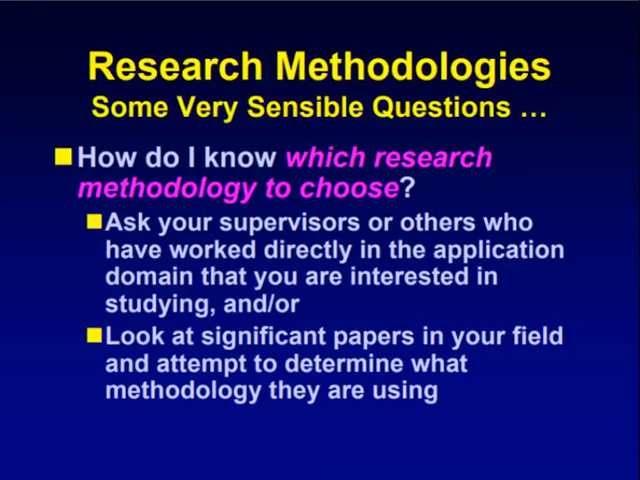 Research Methodologies
Some Very Sensible Questions …
How do I know which research
methodology to choose?
Ask your supervisors or others who
have worked directly in the application
domain that you are interested in
studying, and/or
Look at significant papers in your field
and attempt to determine what
methodology they are using